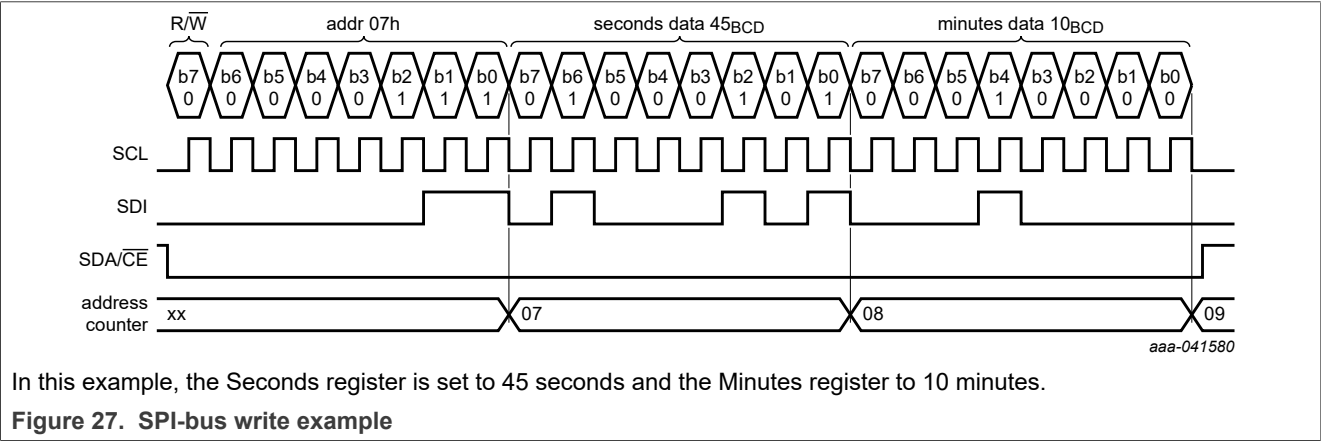 R/W addr 07h seconds data 45BCD minutes data 10BCD
b7 b6 b5 b4 b3 b2 b1 b0 b7 b6 b5 b4 b3 b2 b1 b0 b7 b6 b5 b4 b3 b2 b1 b0
0 0 0 0 0 1 1 1 0 1 0 0 0 1 0 1 0 0 0 1 0 0 0 0
SCL
SDI
SDA/CE
address
counter
xx 07 08 09
aaa-041580
In this example, the Seconds register is set to 45 seconds and the Minutes register to 10 minutes.
Figure 27. SPI-bus write example